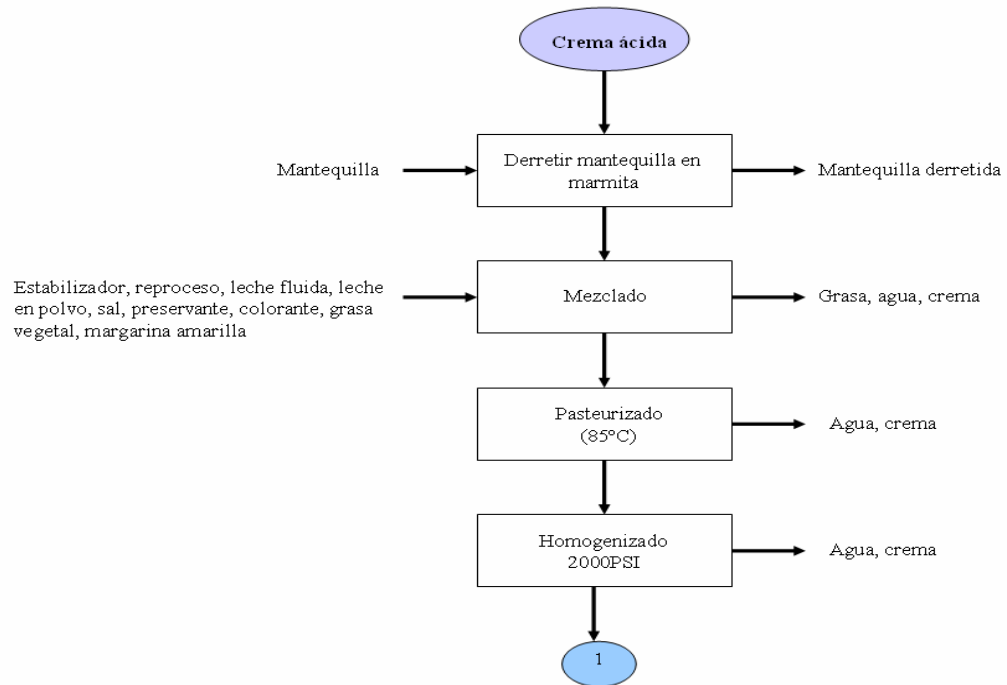 Crema ácida
Mantequilla
Derretir mantequilla en
marmita
Mantequilla derretida
Estabilizador, reproceso, leche fluida, leche
en polvo, sal, preservante, colorante, grasa
vegetal, margarina amarilla
Mezclado
Grasa, agua, crema
Pasteurizado
(85°C)
Agua, crema
Homogenizado
2000PSI
Agua, crema
1